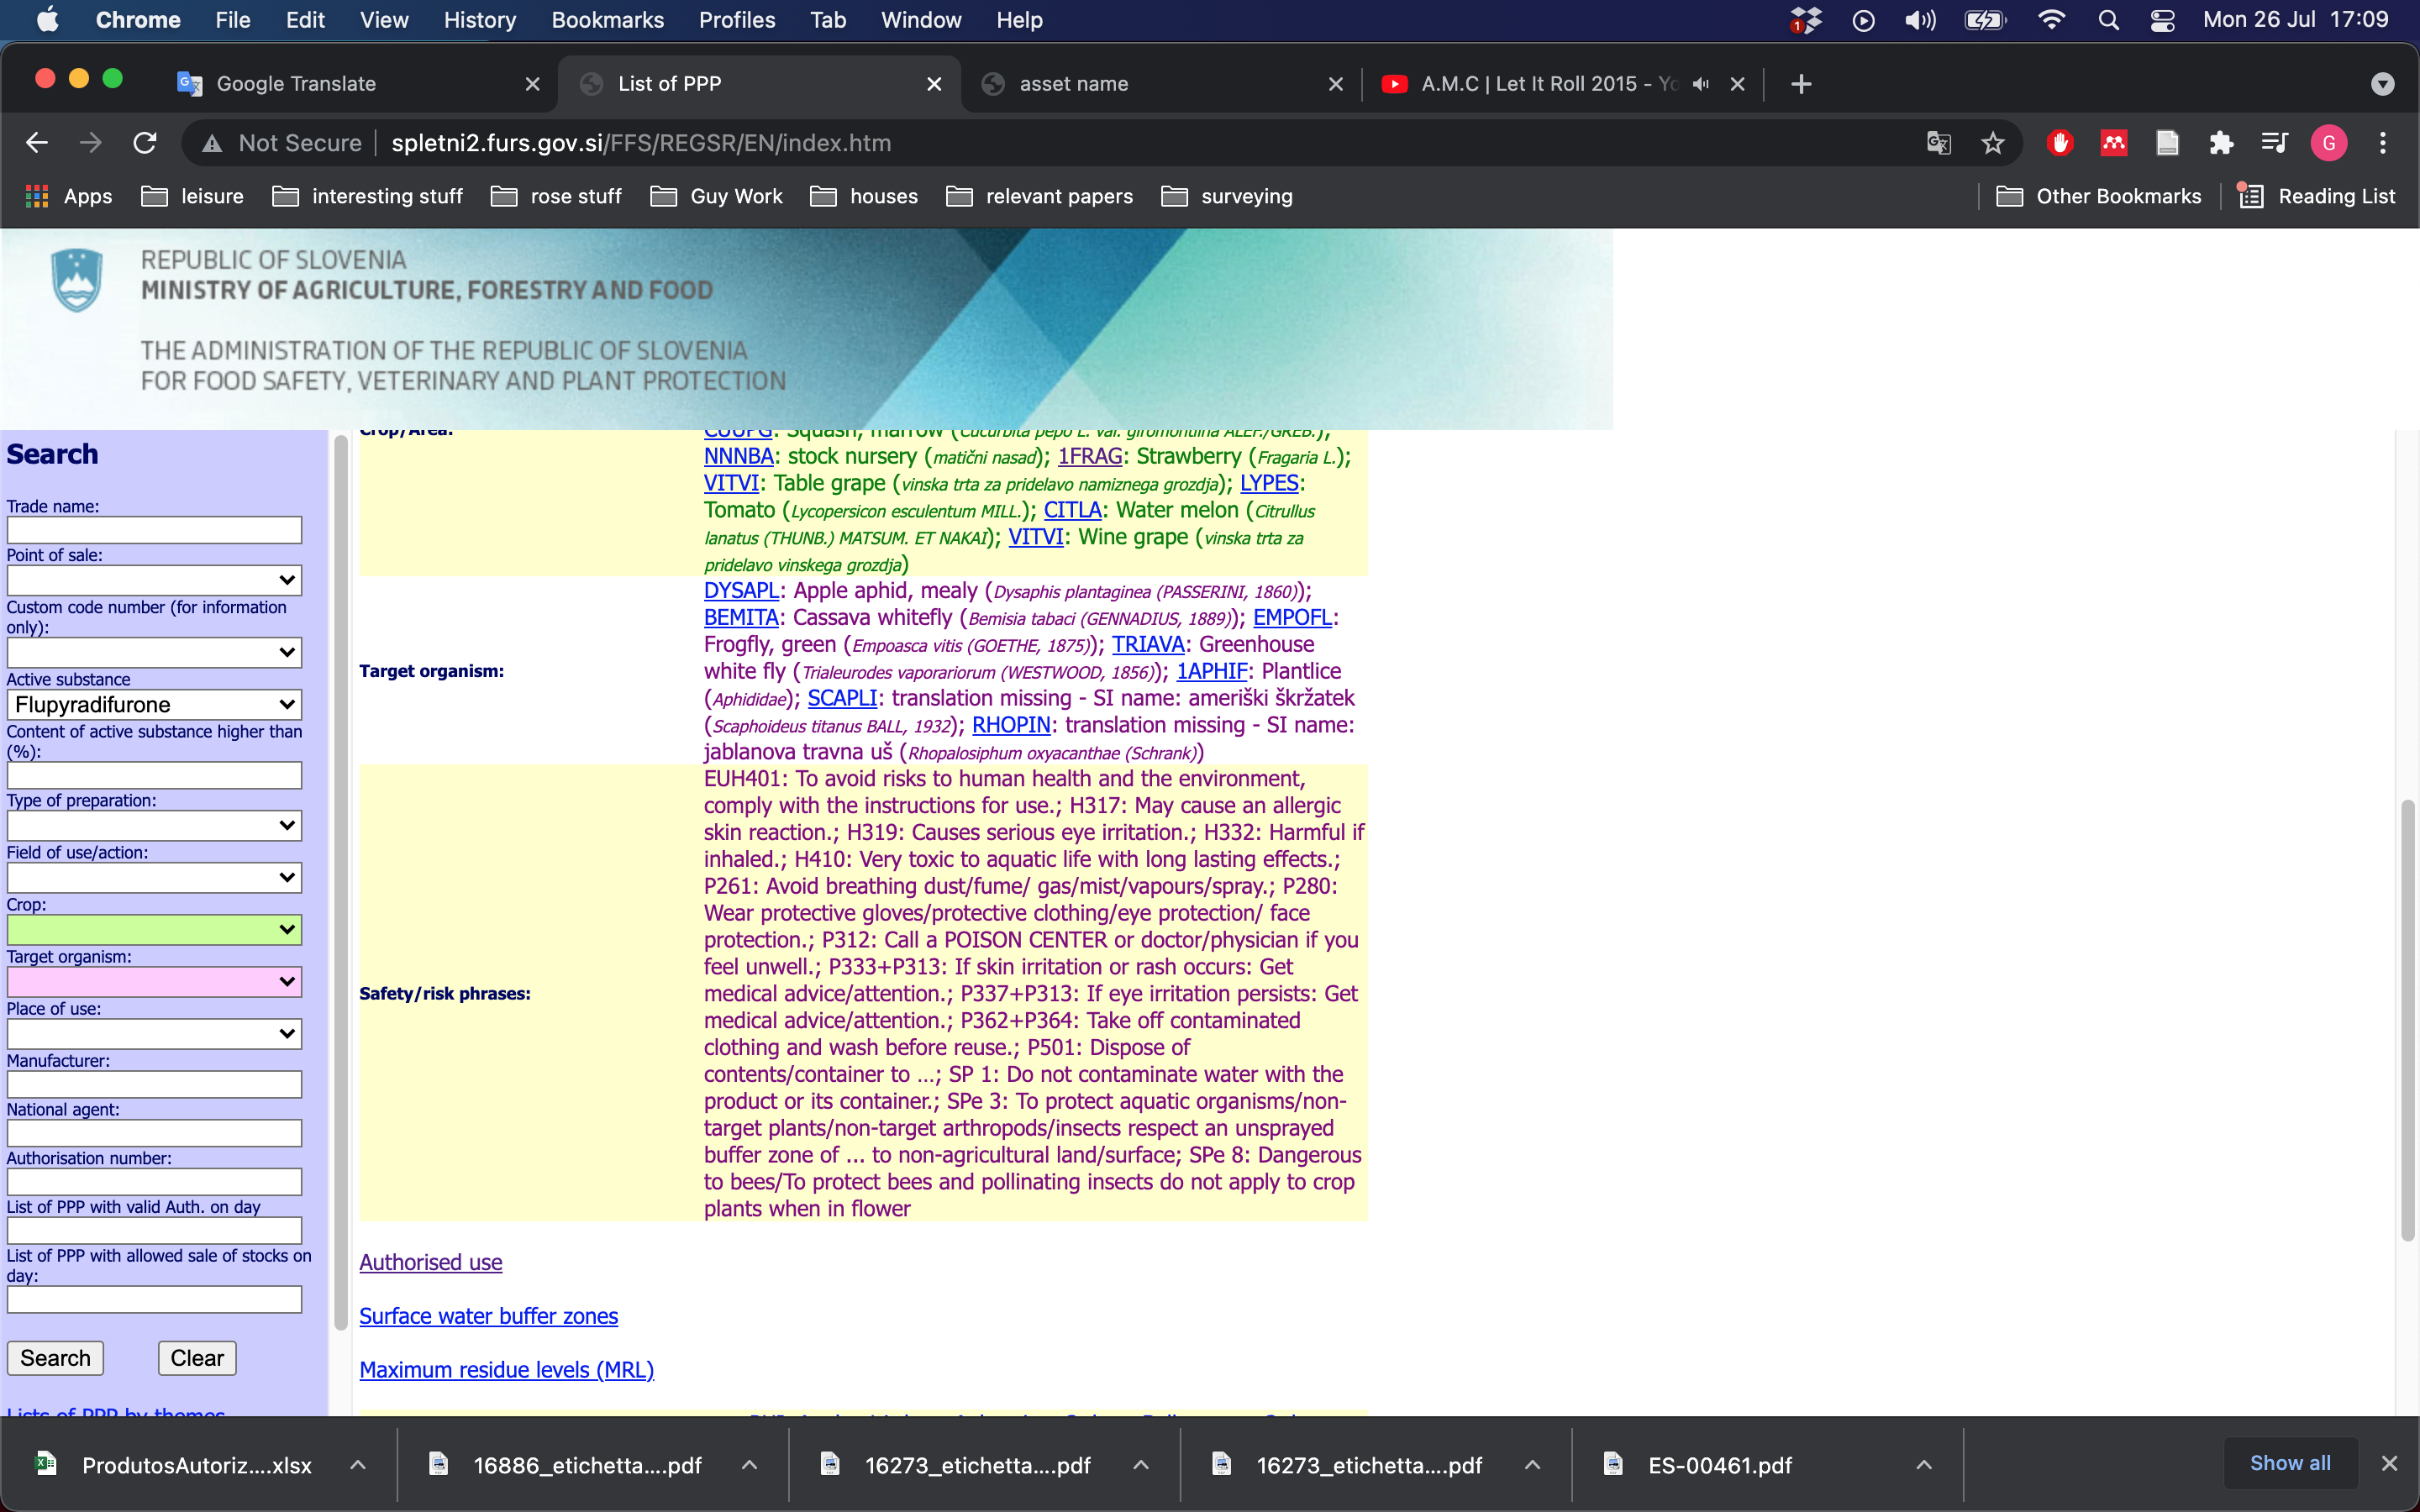 Chrome File Edit View History Bookmarks Profiles Tab Window Help
1
Mon 26 Jul 17:09
Google Translate
List of PPP
asset name
A.M.C | Let It Roll 2015 - Yo
Not Secure
spletni2.furs.gov.si/FFS/REGSR/EN/index.htm
G
Apps leisure interesting stuff rose stuff Guy Work houses relevant papers surveying Other Bookmarks Reading List
REPUBLIC OF SLOVENIA
MINISTRY OF AGRICULTURE, FORESTRY AND FOOD
THE ADMINISTRATION OF THE REPUBLIC OF SLOVENIA
FOR FOOD SAFETY, VETERINARY AND PLANT PROTECTION
Search
Trade name:
Point of sale:
Custom code number (for information
only):
Active substance
Flupyradifurone
Content of active substance higher than
(%):
Type of preparation:
Field of use/action:
Crop:
Target organism:
Place of use:
Manufacturer:
National agent:
Authorisation number:
List of PPP with valid Auth. on day
List of PPP with allowed sale of stocks on
day:
Search Clear
Lists of PPP by themes
Crop/Area:
CUUPG: Squash, marrow (Cucurbita pepo L. var. giromontiina ALEF./GREB.);
NNNBA: stock nursery (matični nasad); 1FRAG: Strawberry (Fragaria L.);
VITVI: Table grape (vinska trta za pridelavo namiznega grozdja); LYPES:
Tomato (Lycopersicon esculentum MILL.); CITLA: Water melon (Citrullus
lanatus (THUNB.) MATSUM. ET NAKAI); VITVI: Wine grape (vinska trta za
pridelavo vinskega grozdja)
Target organism:
DYSAPL: Apple aphid, mealy (Dysaphis plantaginea (PASSERINI, 1860));
BEMITA: Cassava whitefly (Bemisia tabaci (GENNADIUS, 1889)); EMPOFL:
Frogfly, green (Empoasca vitis (GOETHE, 1875)); TRIAVA: Greenhouse
white fly (Trialeurodes vaporariorum (WESTWOOD, 1856)); 1APHIF: Plantlice
(Aphididae); SCAPLI: translation missing - SI name: ameriški škržatek
(Scaphoideus titanus BALL, 1932); RHOPIN: translation missing - SI name:
jablanova travna uš (Rhopalosiphum oxyacanthae (Schrank))
Safety/risk phrases:
EUH401: To avoid risks to human health and the environment,
comply with the instructions for use.; H317: May cause an allergic
skin reaction.; H319: Causes serious eye irritation.; H332: Harmful if
inhaled.; H410: Very toxic to aquatic life with long lasting effects.;
P261: Avoid breathing dust/fume/ gas/mist/vapours/spray.; P280:
Wear protective gloves/protective clothing/eye protection/ face
protection.; P312: Call a POISON CENTER or doctor/physician if you
feel unwell.; P333+P313: If skin irritation or rash occurs: Get
medical advice/attention.; P337+P313: If eye irritation persists: Get
medical advice/attention.; P362+P364: Take off contaminated
clothing and wash before reuse.; P501: Dispose of
contents/container to ...; SP 1: Do not contaminate water with the
product or its container.; SPe 3: To protect aquatic organisms/non-
target plants/non-target arthropods/insects respect an unsprayed
buffer zone of ... to non-agricultural land/surface; SPe 8: Dangerous
to bees/To protect bees and pollinating insects do not apply to crop
plants when in flower
Authorised use
Surface water buffer zones
Maximum residue levels (MRL)
ProdutosAutoriz....xlsx
16886_etichetta....pdf
16273_etichetta....pdf
16273_etichetta....pdf
ES-00461.pdf
Show all